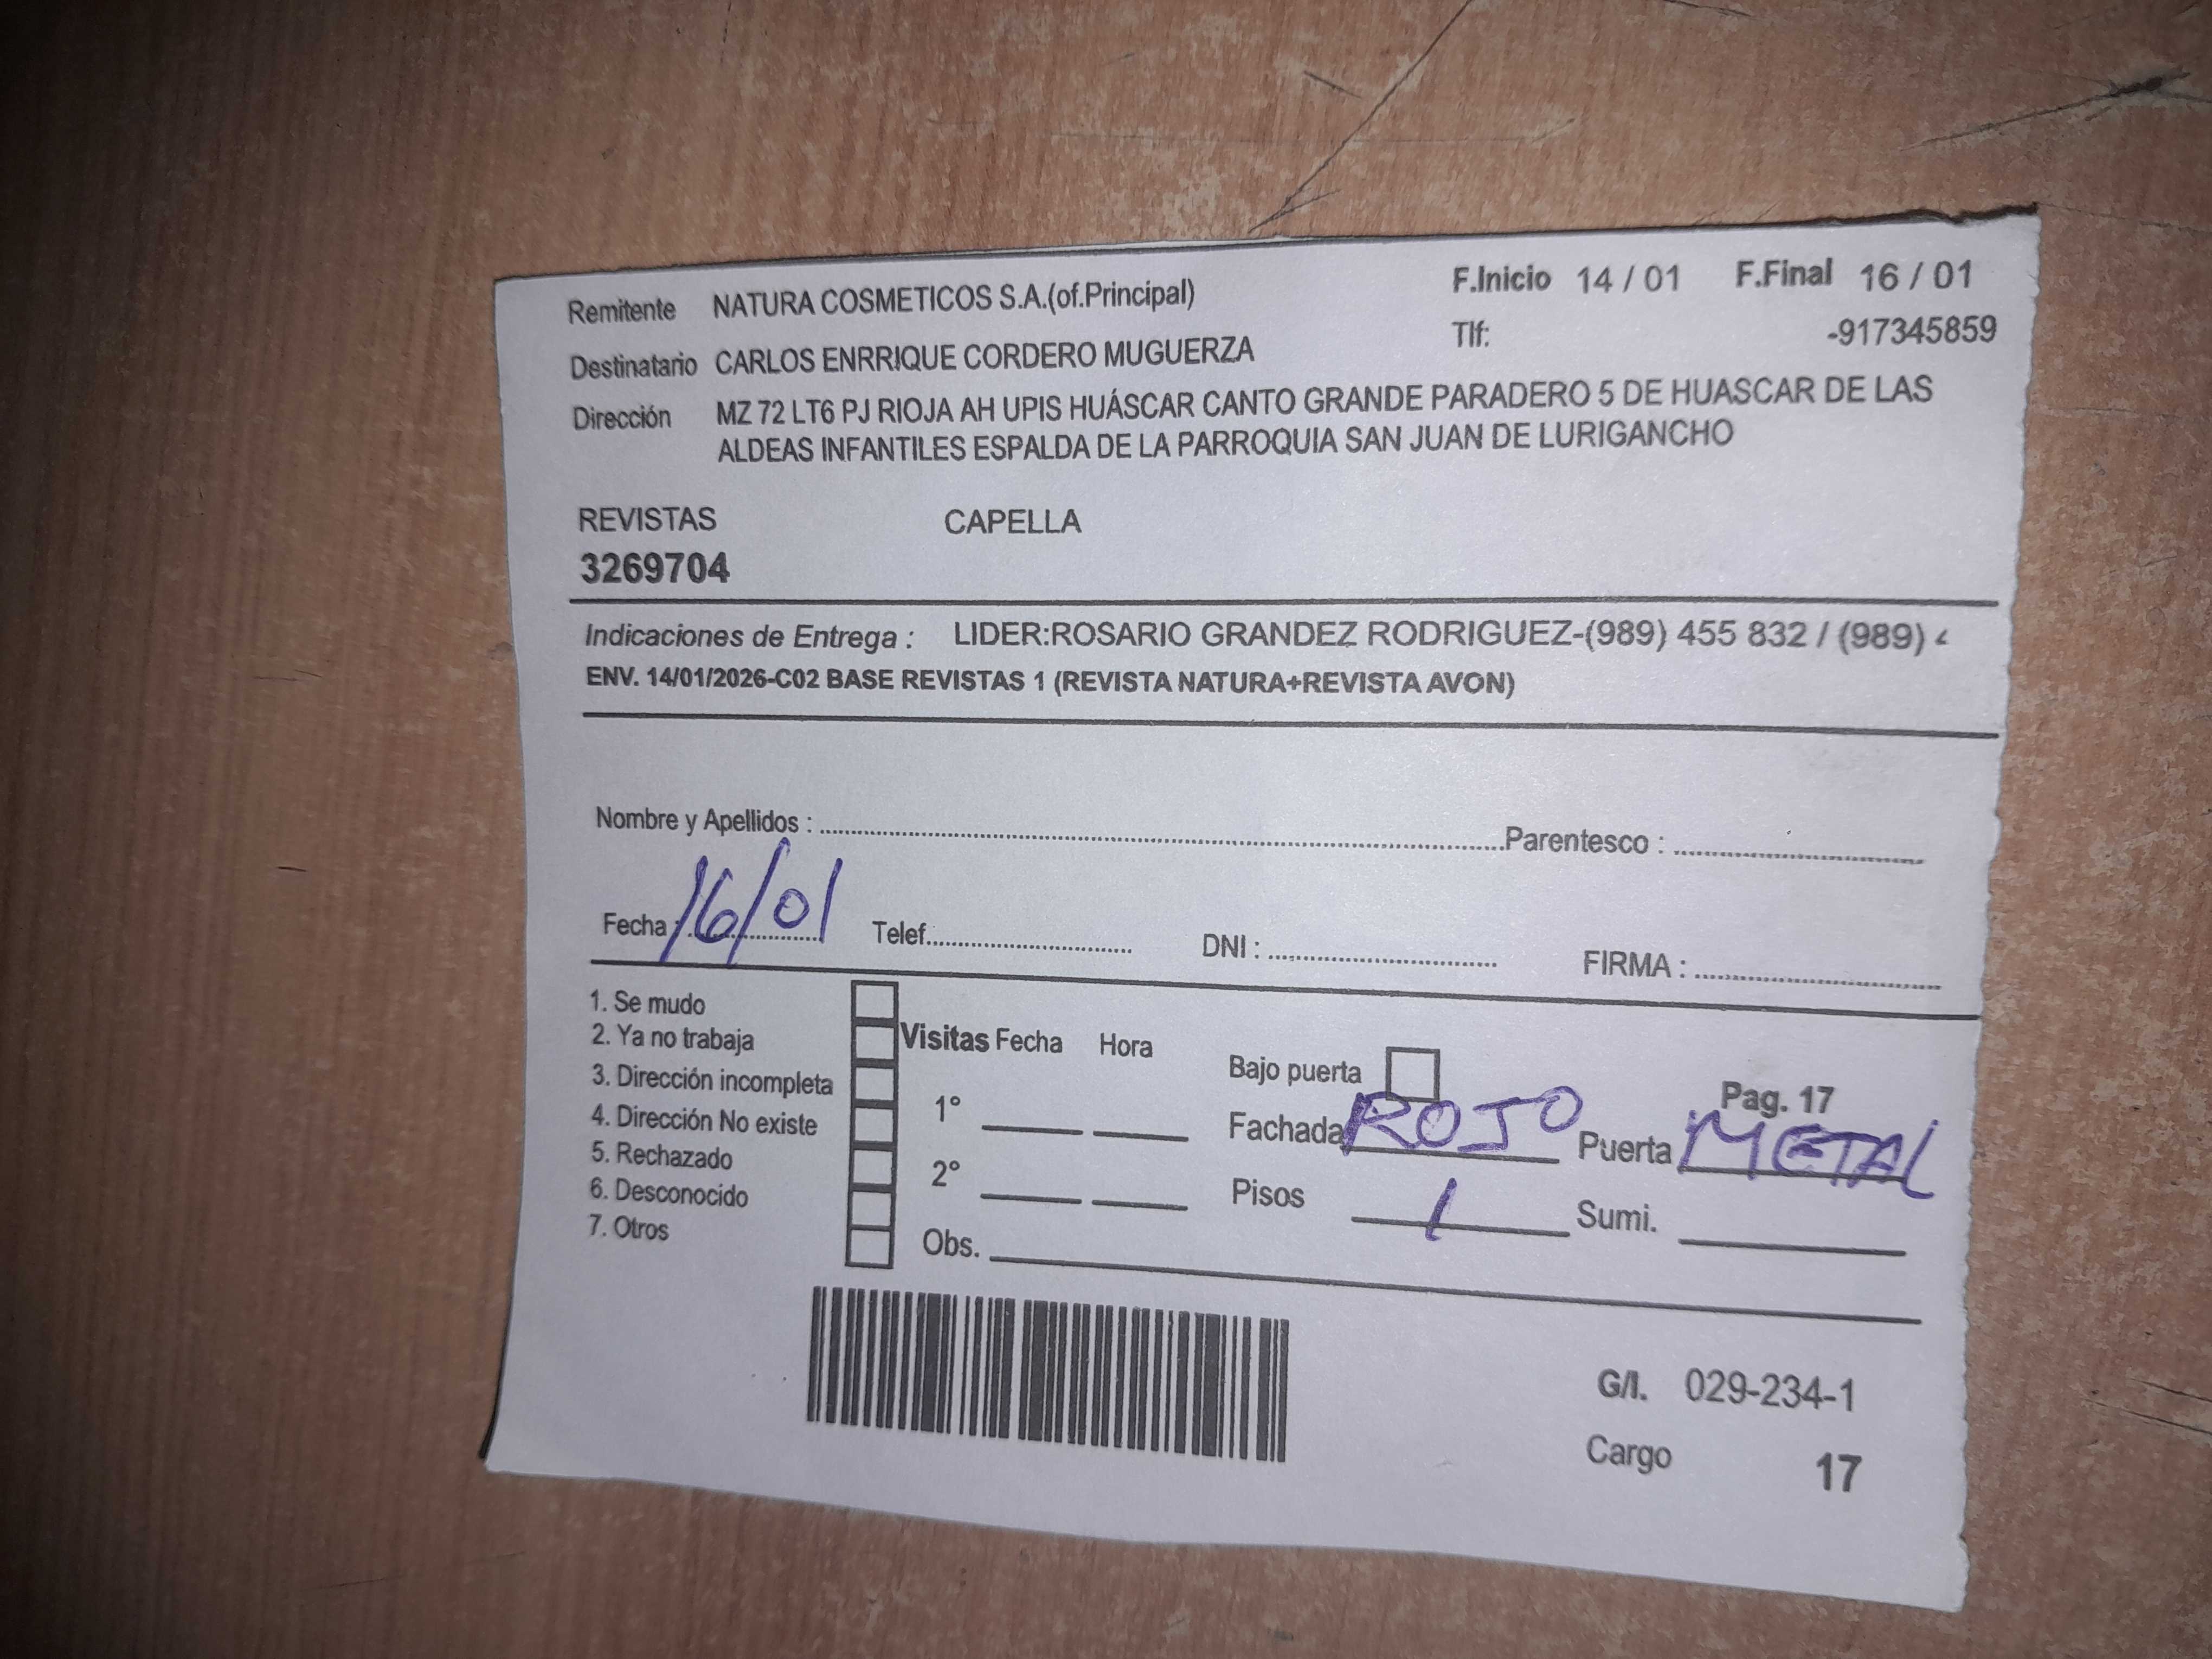 Remitente NATURA COSMETICOS S.A.(of.Principal) F.Inicio 14 / 01 F.Final 16 / 01
Tlf: -917345859
Destinatario CARLOS ENRRIQUE CORDERO MUGUERZA
Dirección MZ 72 LT6 PJ RIOJA AH UPIS HUÁSCAR CANTO GRANDE PARADERO 5 DE HUASCAR DE LAS
ALDEAS INFANTILES ESPALDA DE LA PARROQUIA SAN JUAN DE LURIGANCHO
REVISTAS CAPELLA
3269704
Indicaciones de Entrega : LIDER:ROSARIO GRANDEZ RODRIGUEZ-(989) 455 832 / (989)
ENV. 14/01/2026-C02 BASE REVISTAS 1 (REVISTA NATURA+REVISTA AVON)
Nombre y Apellidos : Parentesco :
Fecha : 16/01 Telef. DNI : FIRMA :
1. Se mudo
2. Ya no trabaja
3. Dirección incompleta
4. Dirección No existe
5. Rechazado
6. Desconocido
7. Otros
Visitas Fecha Hora
1°
2°
Obs.
Bajo puerta Pag. 17
Fachada ROJO Puerta METAL
Pisos 1 Sumi.
G/I. 029-234-1
Cargo 17